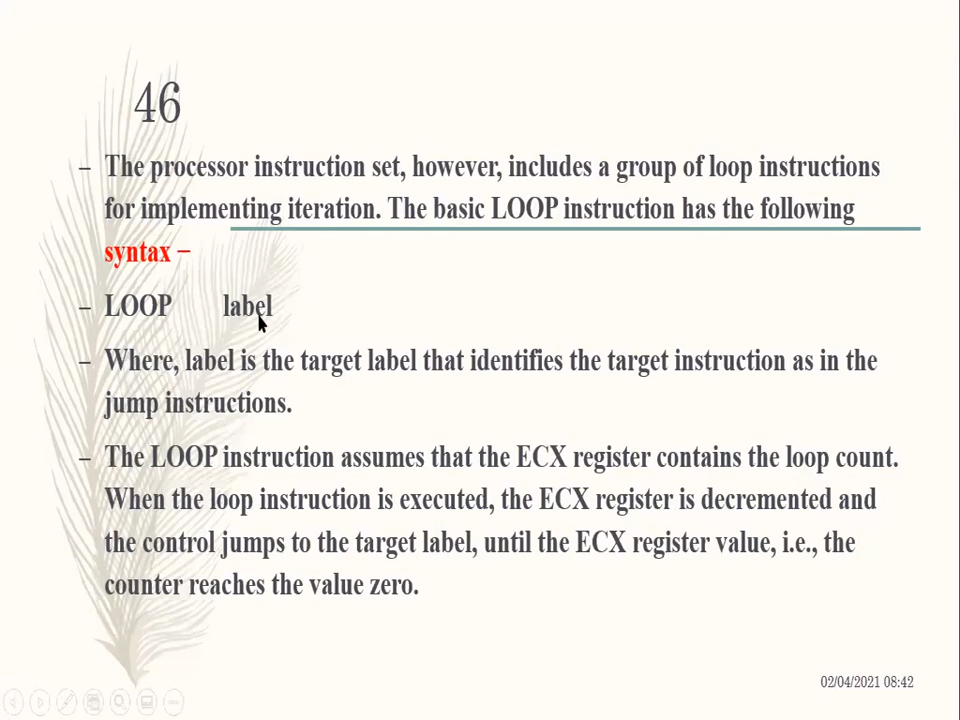 46
– The processor instruction set, however, includes a group of loop instructions
for implementing iteration. The basic LOOP instruction has the following
syntax −
– LOOP label
– Where, label is the target label that identifies the target instruction as in the
jump instructions.
– The LOOP instruction assumes that the ECX register contains the loop count.
When the loop instruction is executed, the ECX register is decremented and
the control jumps to the target label, until the ECX register value, i.e., the
counter reaches the value zero.
02/04/2021 08:42